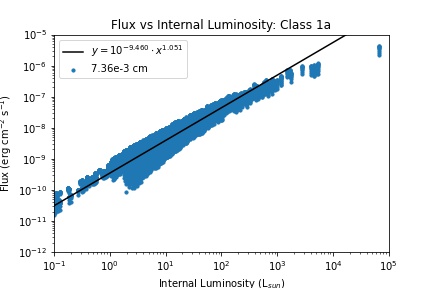 Flux vs Internal Luminosity: Class 1a
y = 10^{-9.460} · x^{1.051}
7.36e-3 cm
Flux (erg cm^{-2} s^{-1})
10^{-5}
10^{-6}
10^{-7}
10^{-8}
10^{-9}
10^{-10}
10^{-11}
10^{-12}
10^{-1} 10^{0} 10^{1} 10^{2} 10^{3} 10^{4} 10^{5}
Internal Luminosity (L_{sun})